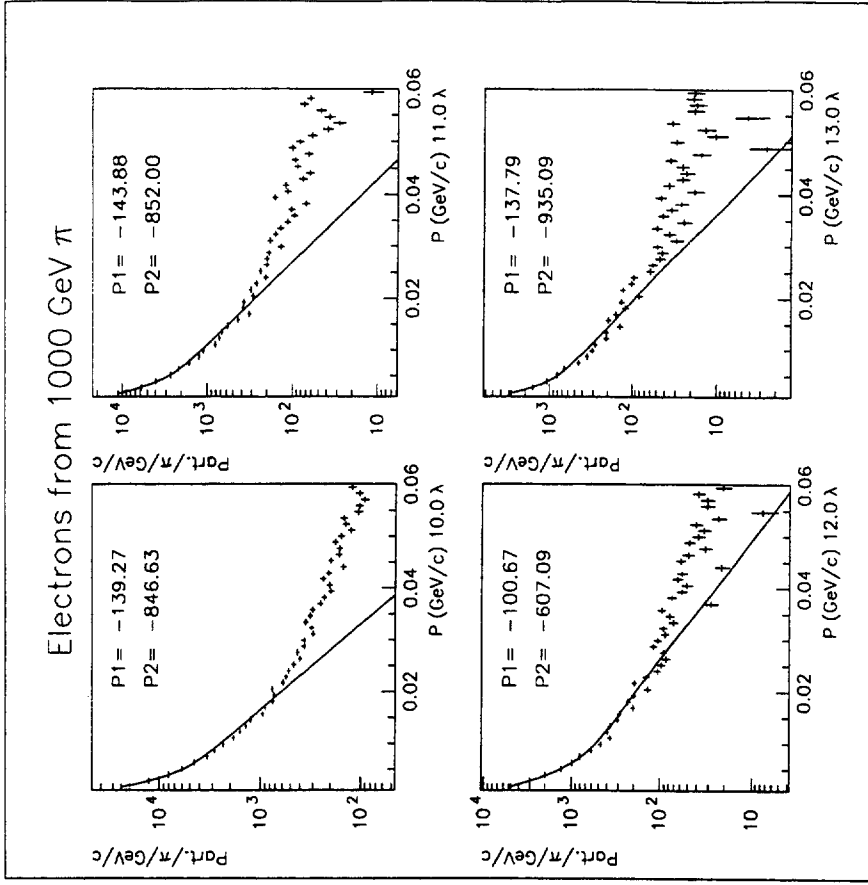 Electrons from 1000 GeV π
Part./π/GeV/c
10⁴
10³
10²
P1= −139.27
P2= −846.63
0.02
0.04
0.06
P (GeV/c) 10.0 λ
Part./π/GeV/c
10⁴
10³
10²
10
P1= −143.88
P2= −852.00
0.02
0.04
0.06
P (GeV/c) 11.0 λ
Part./π/GeV/c
10⁴
10³
10²
10
P1= −100.67
P2= −607.09
0.02
0.04
0.06
P (GeV/c) 12.0 λ
Part./π/GeV/c
10⁴
10³
10²
10
P1= −137.79
P2= −935.09
0.02
0.04
0.06
P (GeV/c) 13.0 λ